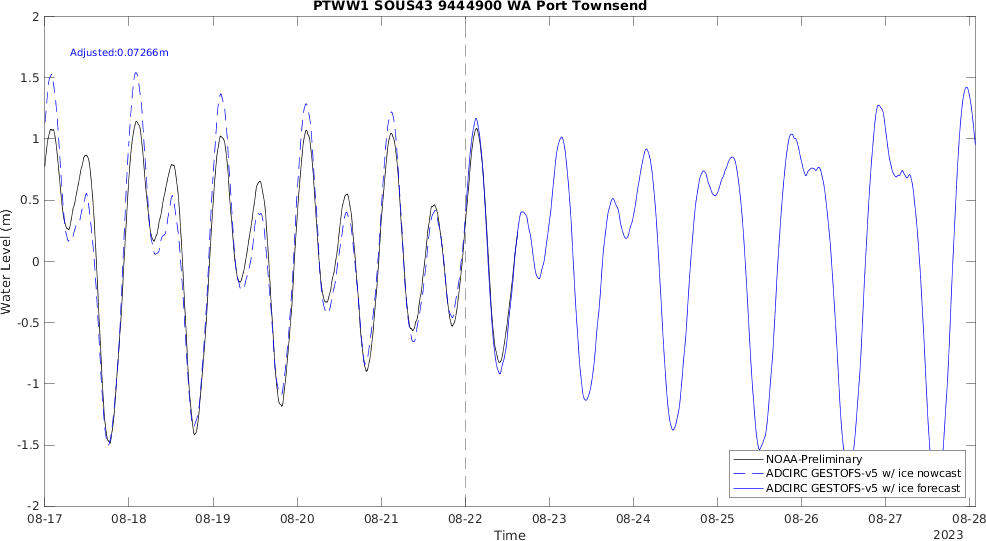 PTWW1 SOUS43 9444900 WA Port Townsend
Adjusted:0.07266m
Water Level (m)
2
1.5
1
0.5
0
-0.5
-1
-1.5
-2
NOAA-Preliminary
ADCIRC GESTOFS-v5 w/ ice nowcast
ADCIRC GESTOFS-v5 w/ ice forecast
08-17 08-18 08-19 08-20 08-21 08-22 08-23 08-24 08-25 08-26 08-27 08-28
Time
2023